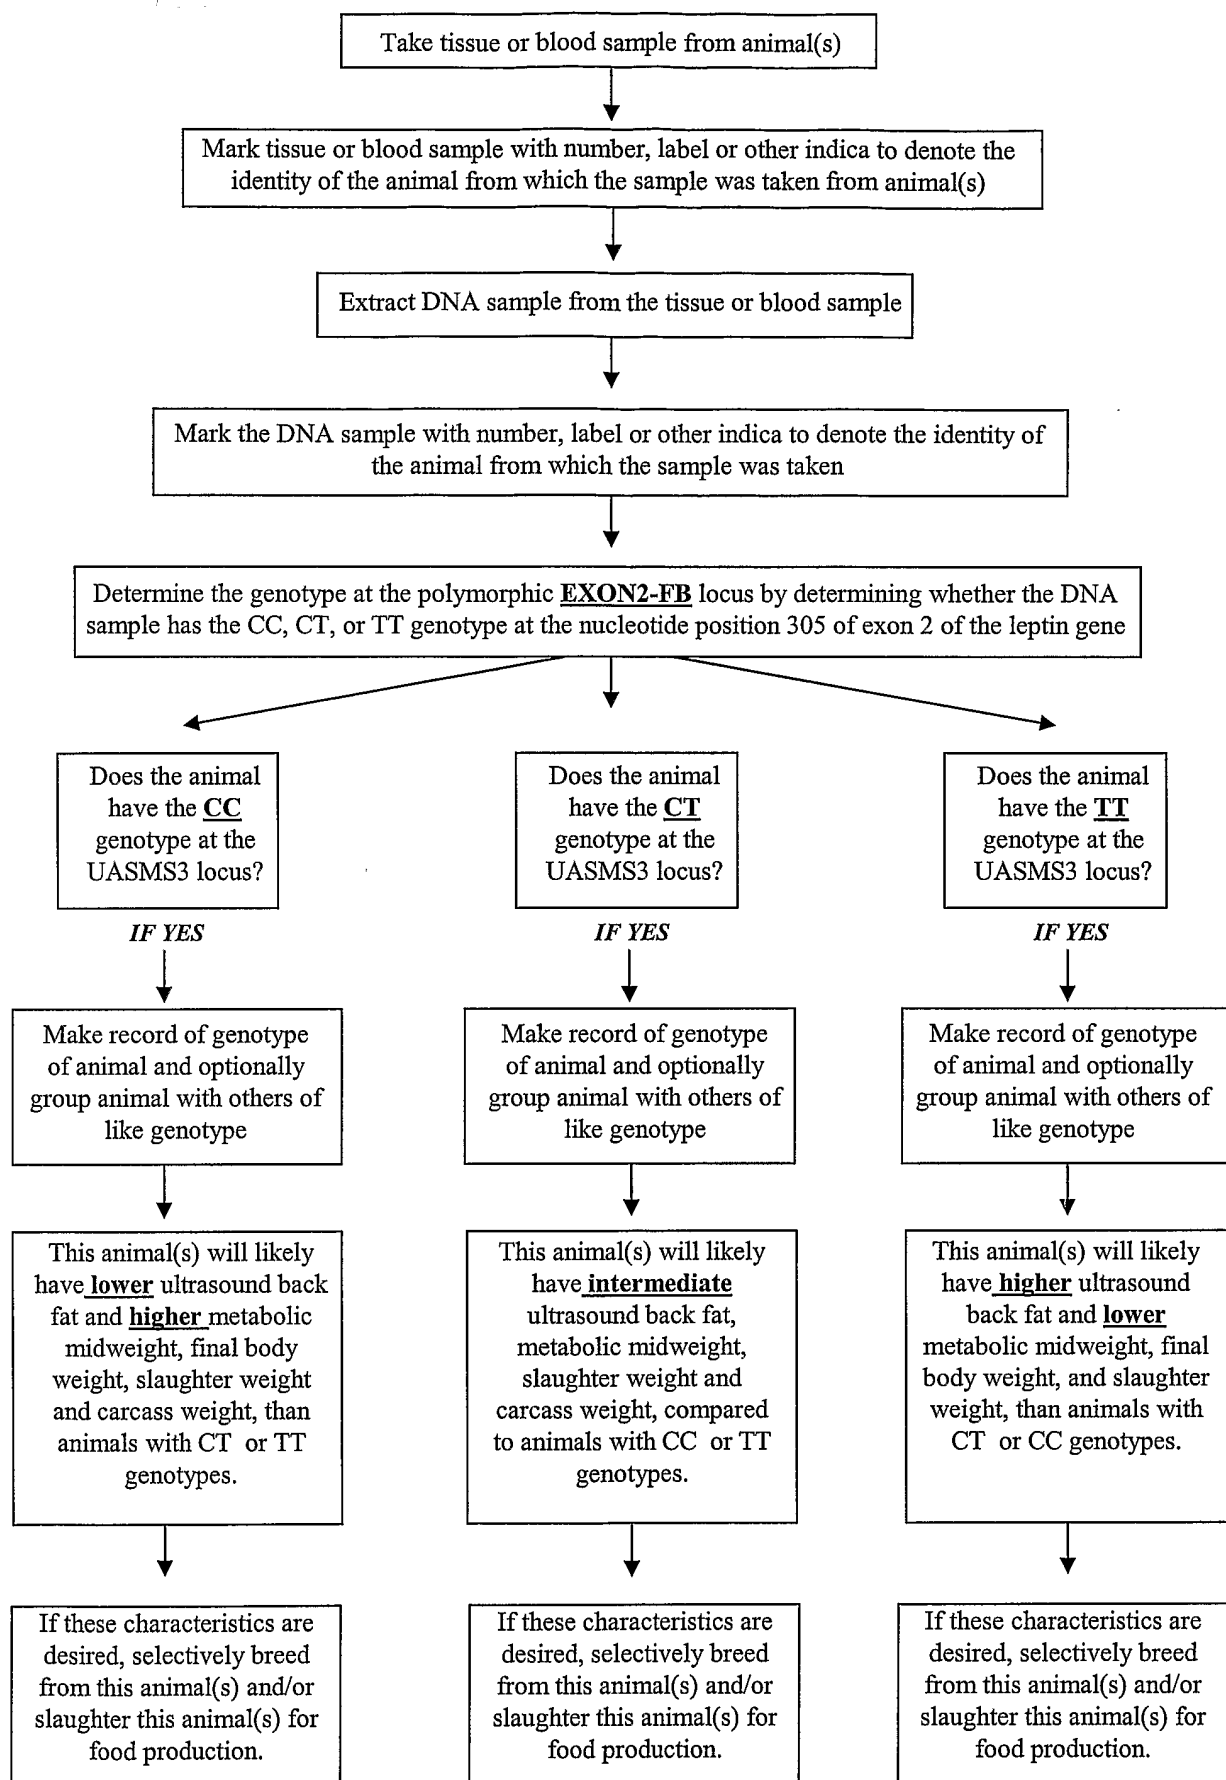 Take tissue or blood sample from animal(s)
Mark tissue or blood sample with number, label or other indica to denote the
identity of the animal from which the sample was taken from animal(s)
Extract DNA sample from the tissue or blood sample
Mark the DNA sample with number, label or other indica to denote the identity of
the animal from which the sample was taken
Determine the genotype at the polymorphic EXON2-FB locus by determining whether the DNA
sample has the CC, CT, or TT genotype at the nucleotide position 305 of exon 2 of the leptin gene
Does the animal
have the CC
genotype at the
UASMS3 locus?
IF YES
Make record of genotype
of animal and optionally
group animal with others of
like genotype
This animal(s) will likely
have lower ultrasound back
fat and higher metabolic
midweight, final body
weight, slaughter weight
and carcass weight, than
animals with CT or TT
genotypes.
If these characteristics are
desired, selectively breed
from this animal(s) and/or
slaughter this animal(s) for
food production.
Does the animal
have the CT
genotype at the
UASMS3 locus?
IF YES
Make record of genotype
of animal and optionally
group animal with others of
like genotype
This animal(s) will likely
have intermediate
ultrasound back fat,
metabolic midweight,
slaughter weight and
carcass weight, compared
to animals with CC or TT
genotypes.
If these characteristics are
desired, selectively breed
from this animal(s) and/or
slaughter this animal(s) for
food production.
Does the animal
have the TT
genotype at the
UASMS3 locus?
IF YES
Make record of genotype
of animal and optionally
group animal with others of
like genotype
This animal(s) will likely
have higher ultrasound
back fat and lower
metabolic midweight, final
body weight, and slaughter
weight, than animals with
CT or CC genotypes.
If these characteristics are
desired, selectively breed
from this animal(s) and/or
slaughter this animal(s) for
food production.